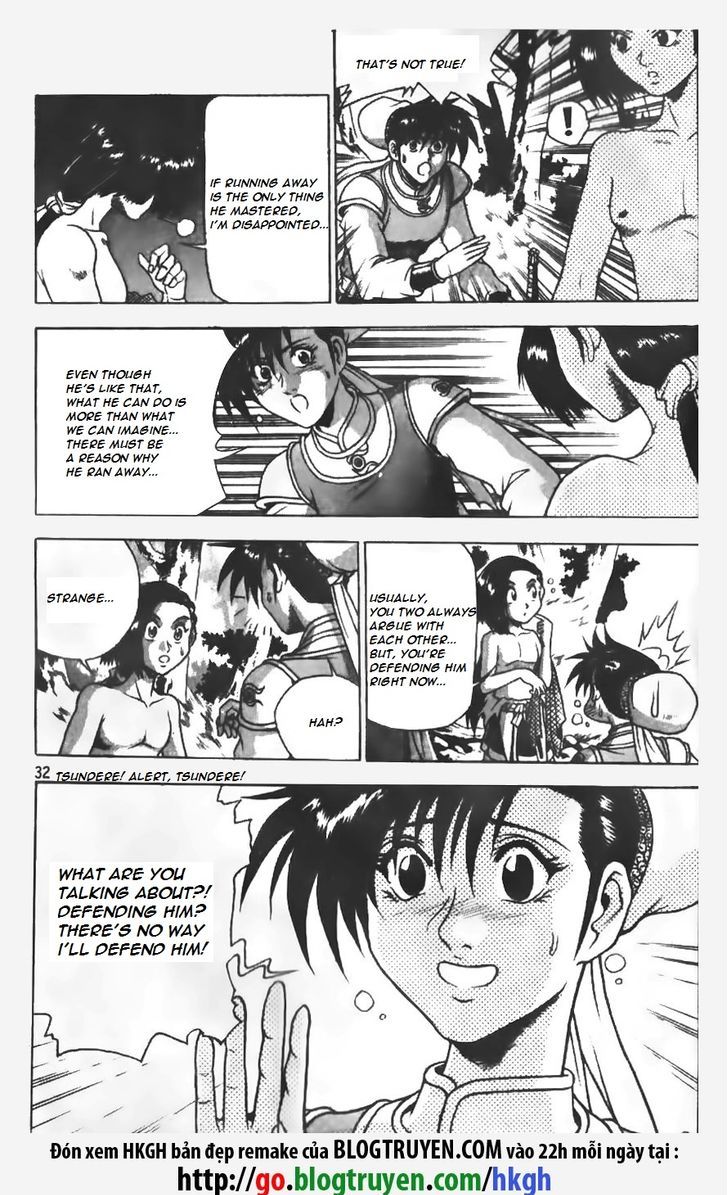 THAT'S NOT TRUE!
!
IF RUNNING AWAY
IS THE ONLY THING
HE MASTERED,
I'M DISAPPOINTED...
EVEN THOUGH
HE'S LIKE THAT,
WHAT HE CAN DO IS
MORE THAN WHAT
WE CAN IMAGINE...
THERE MUST BE
A REASON WHY
HE RAN AWAY...
STRANGE...
HAH?
USUALLY,
YOU TWO ALWAYS
ARGUE WITH
EACH OTHER...
BUT, YOU'RE
DEFENDING HIM
RIGHT NOW...
32 TSUNDERE! ALERT, TSUNDERE!
WHAT ARE YOU
TALKING ABOUT?!
DEFENDING HIM?
THERE'S NO WAY
I'LL DEFEND HIM!
Đón xem HKGH bản đẹp remake của BLOGTRUYEN.COM vào 22h mỗi ngày tại :
http://go.blogtruyen.com/hkgh